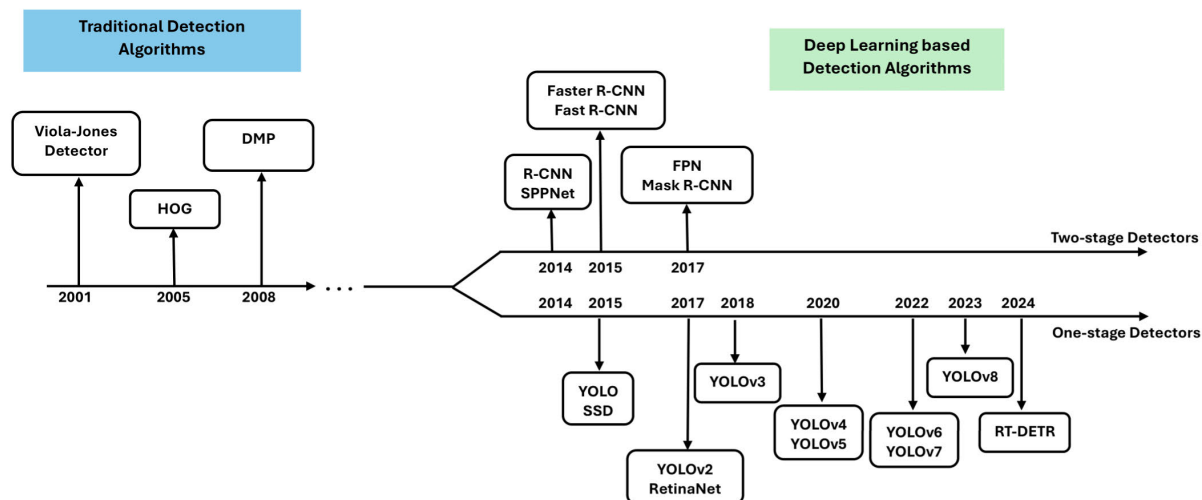 Traditional Detection
Algorithms
Deep Learning based
Detection Algorithms
Viola-Jones
Detector
HOG
DMP
2001
2005
2008
. . .
R-CNN
SPPNet
Faster R-CNN
Fast R-CNN
FPN
Mask R-CNN
Two-stage Detectors
2014
2015
2017
2014
2015
2017
2018
2020
2022
2023
2024
One-stage Detectors
YOLO
SSD
YOLOv2
RetinaNet
YOLOv3
YOLOv4
YOLOv5
YOLOv6
YOLOv7
YOLOv8
RT-DETR